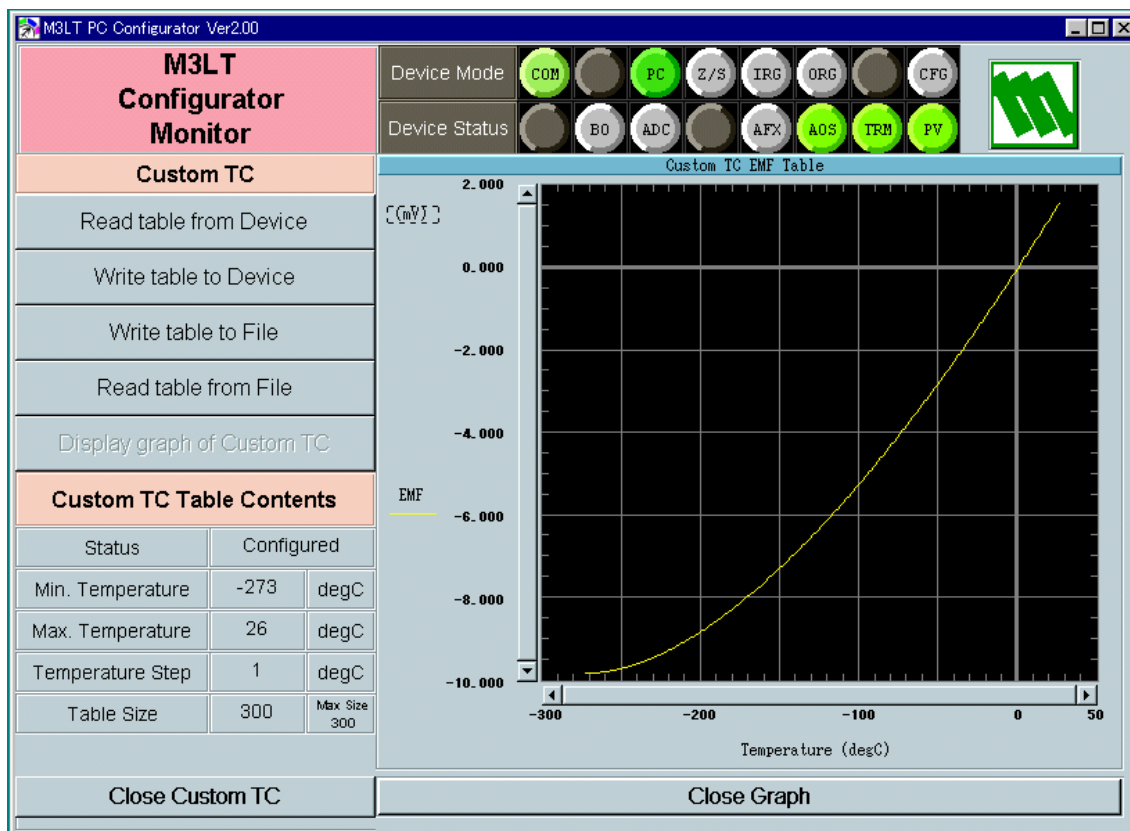 M3LT PC Configurator Ver2.00
M3LT
Configurator
Monitor
Device Mode
COM
PC
Z/S
IRG
ORG
CFG
Device Status
BO
ADC
AFX
AOS
TRM
PV
Custom TC
Read table from Device
Write table to Device
Write table to File
Read table from File
Display graph of Custom TC
Custom TC Table Contents
Status Configured
Min. Temperature -273 degC
Max. Temperature 26 degC
Temperature Step 1 degC
Table Size 300 Max Size
300
Close Custom TC
Custom TC EMF Table
[(mV)]
2.000
0.000
-2.000
-4.000
EMF
-6.000
-8.000
-10.000
-300 -200 -100 0 50
Temperature (degC)
Close Graph